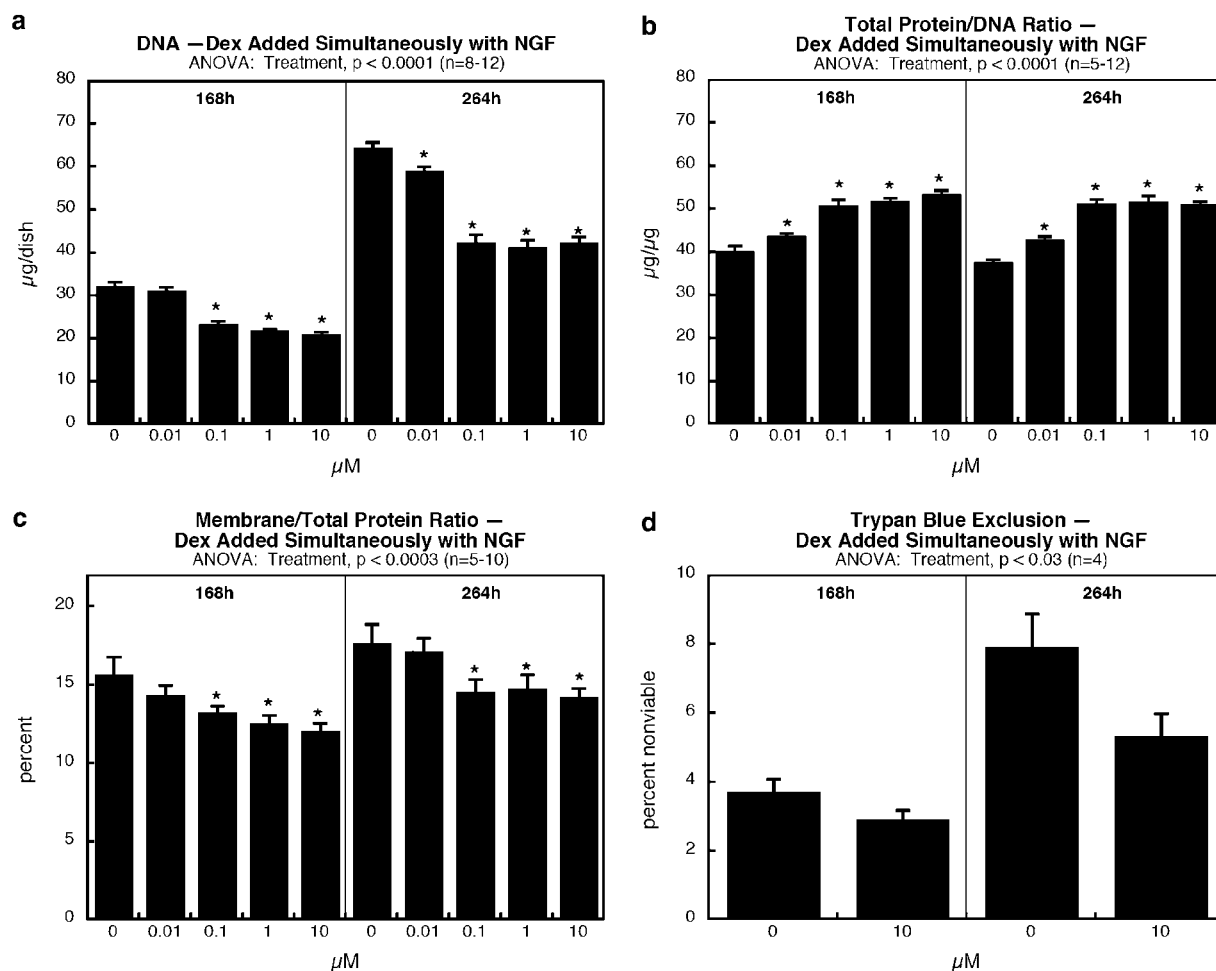 a
DNA —Dex Added Simultaneously with NGF
ANOVA: Treatment, p < 0.0001 (n=8-12)
80
70
60
50
40
30
20
10
0
µg/dish
168h
264h
*
*
*
*
*
*
*
0
0.01
0.1
1
10
0
0.01
0.1
1
10
µM
b
Total Protein/DNA Ratio —
Dex Added Simultaneously with NGF
ANOVA: Treatment, p < 0.0001 (n=5-12)
80
70
60
50
40
30
20
10
0
µg/µg
168h
264h
*
*
*
*
*
*
*
*
0
0.01
0.1
1
10
0
0.01
0.1
1
10
µM
c
Membrane/Total Protein Ratio —
Dex Added Simultaneously with NGF
ANOVA: Treatment, p < 0.0003 (n=5-10)
20
15
10
5
0
percent
168h
264h
*
*
*
*
*
*
0
0.01
0.1
1
10
0
0.01
0.1
1
10
µM
d
Trypan Blue Exclusion —
Dex Added Simultaneously with NGF
ANOVA: Treatment, p < 0.03 (n=4)
10
8
6
4
2
0
percent nonviable
168h
264h
0
10
0
10
µM